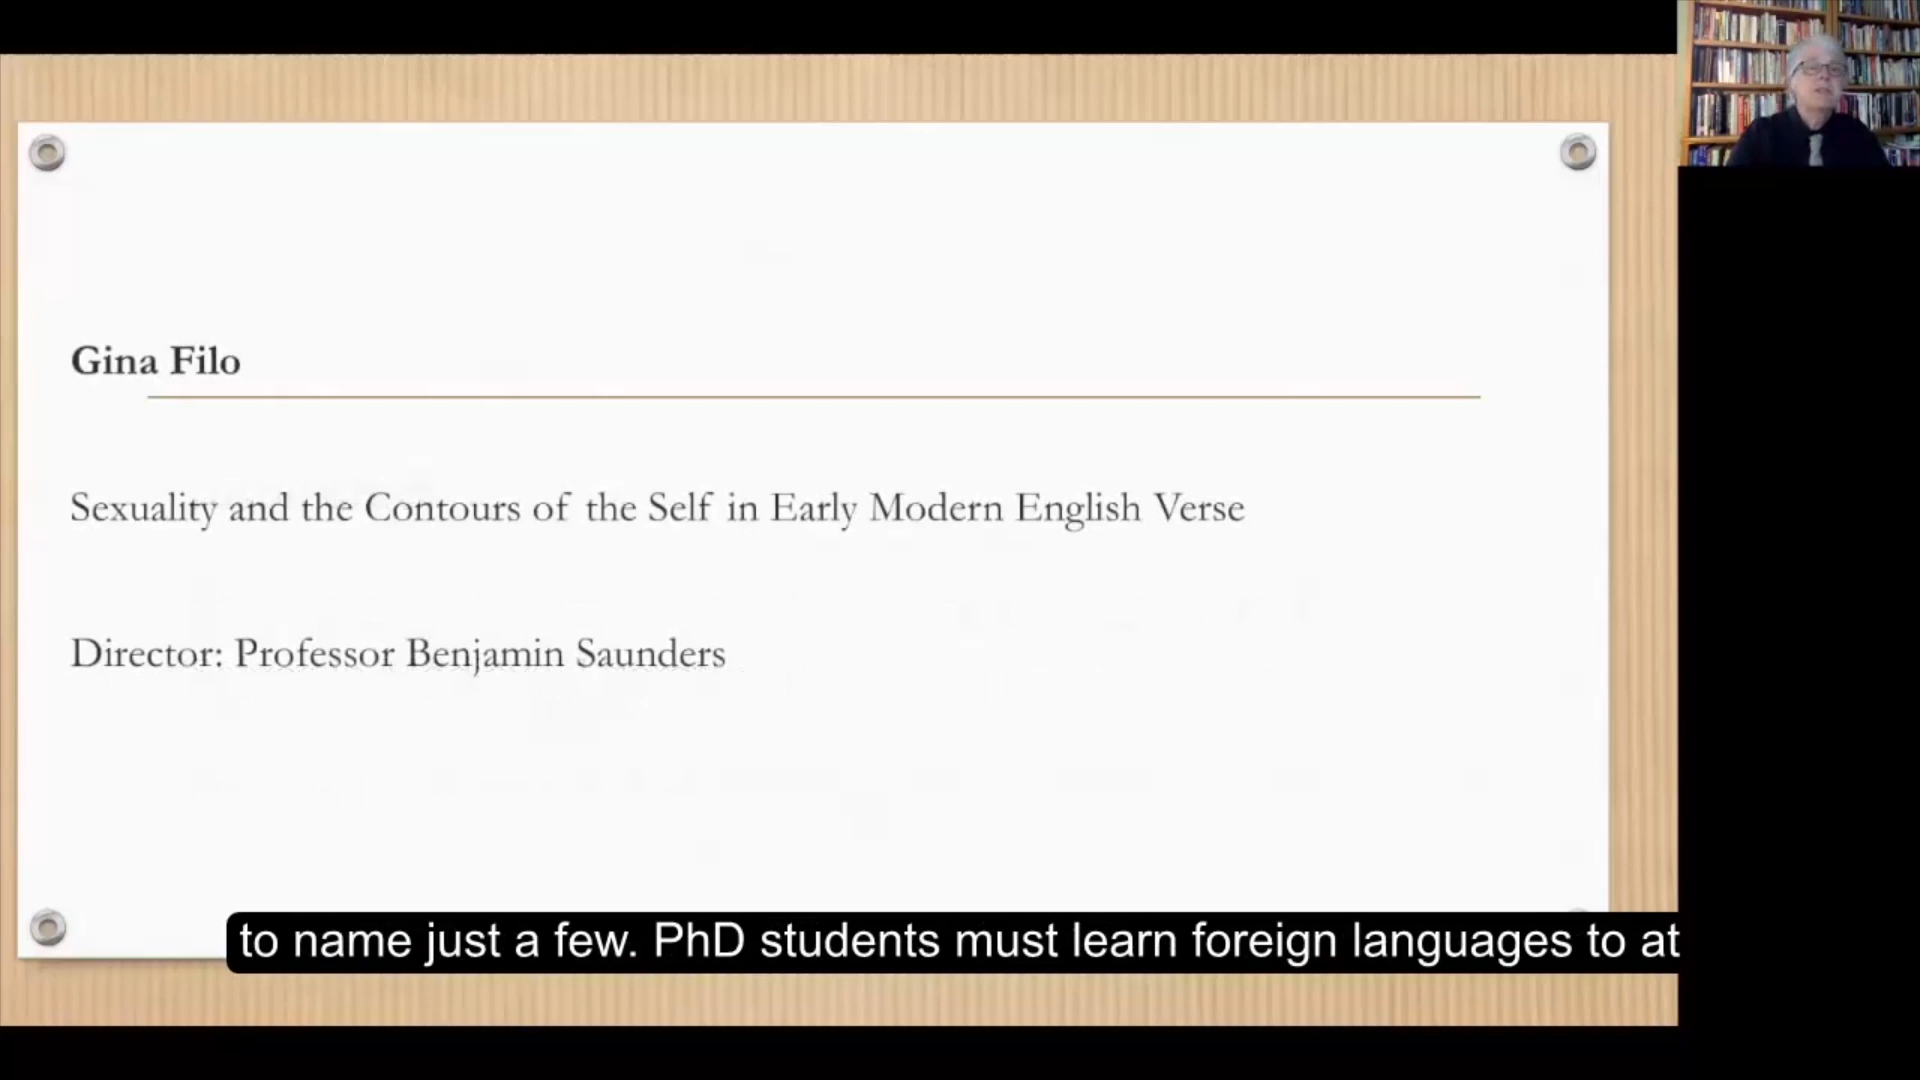 Gina Filo
Sexuality and the Contours of the Self in Early Modern English Verse
Director: Professor Benjamin Saunders
to name just a few. PhD students must learn foreign languages to at